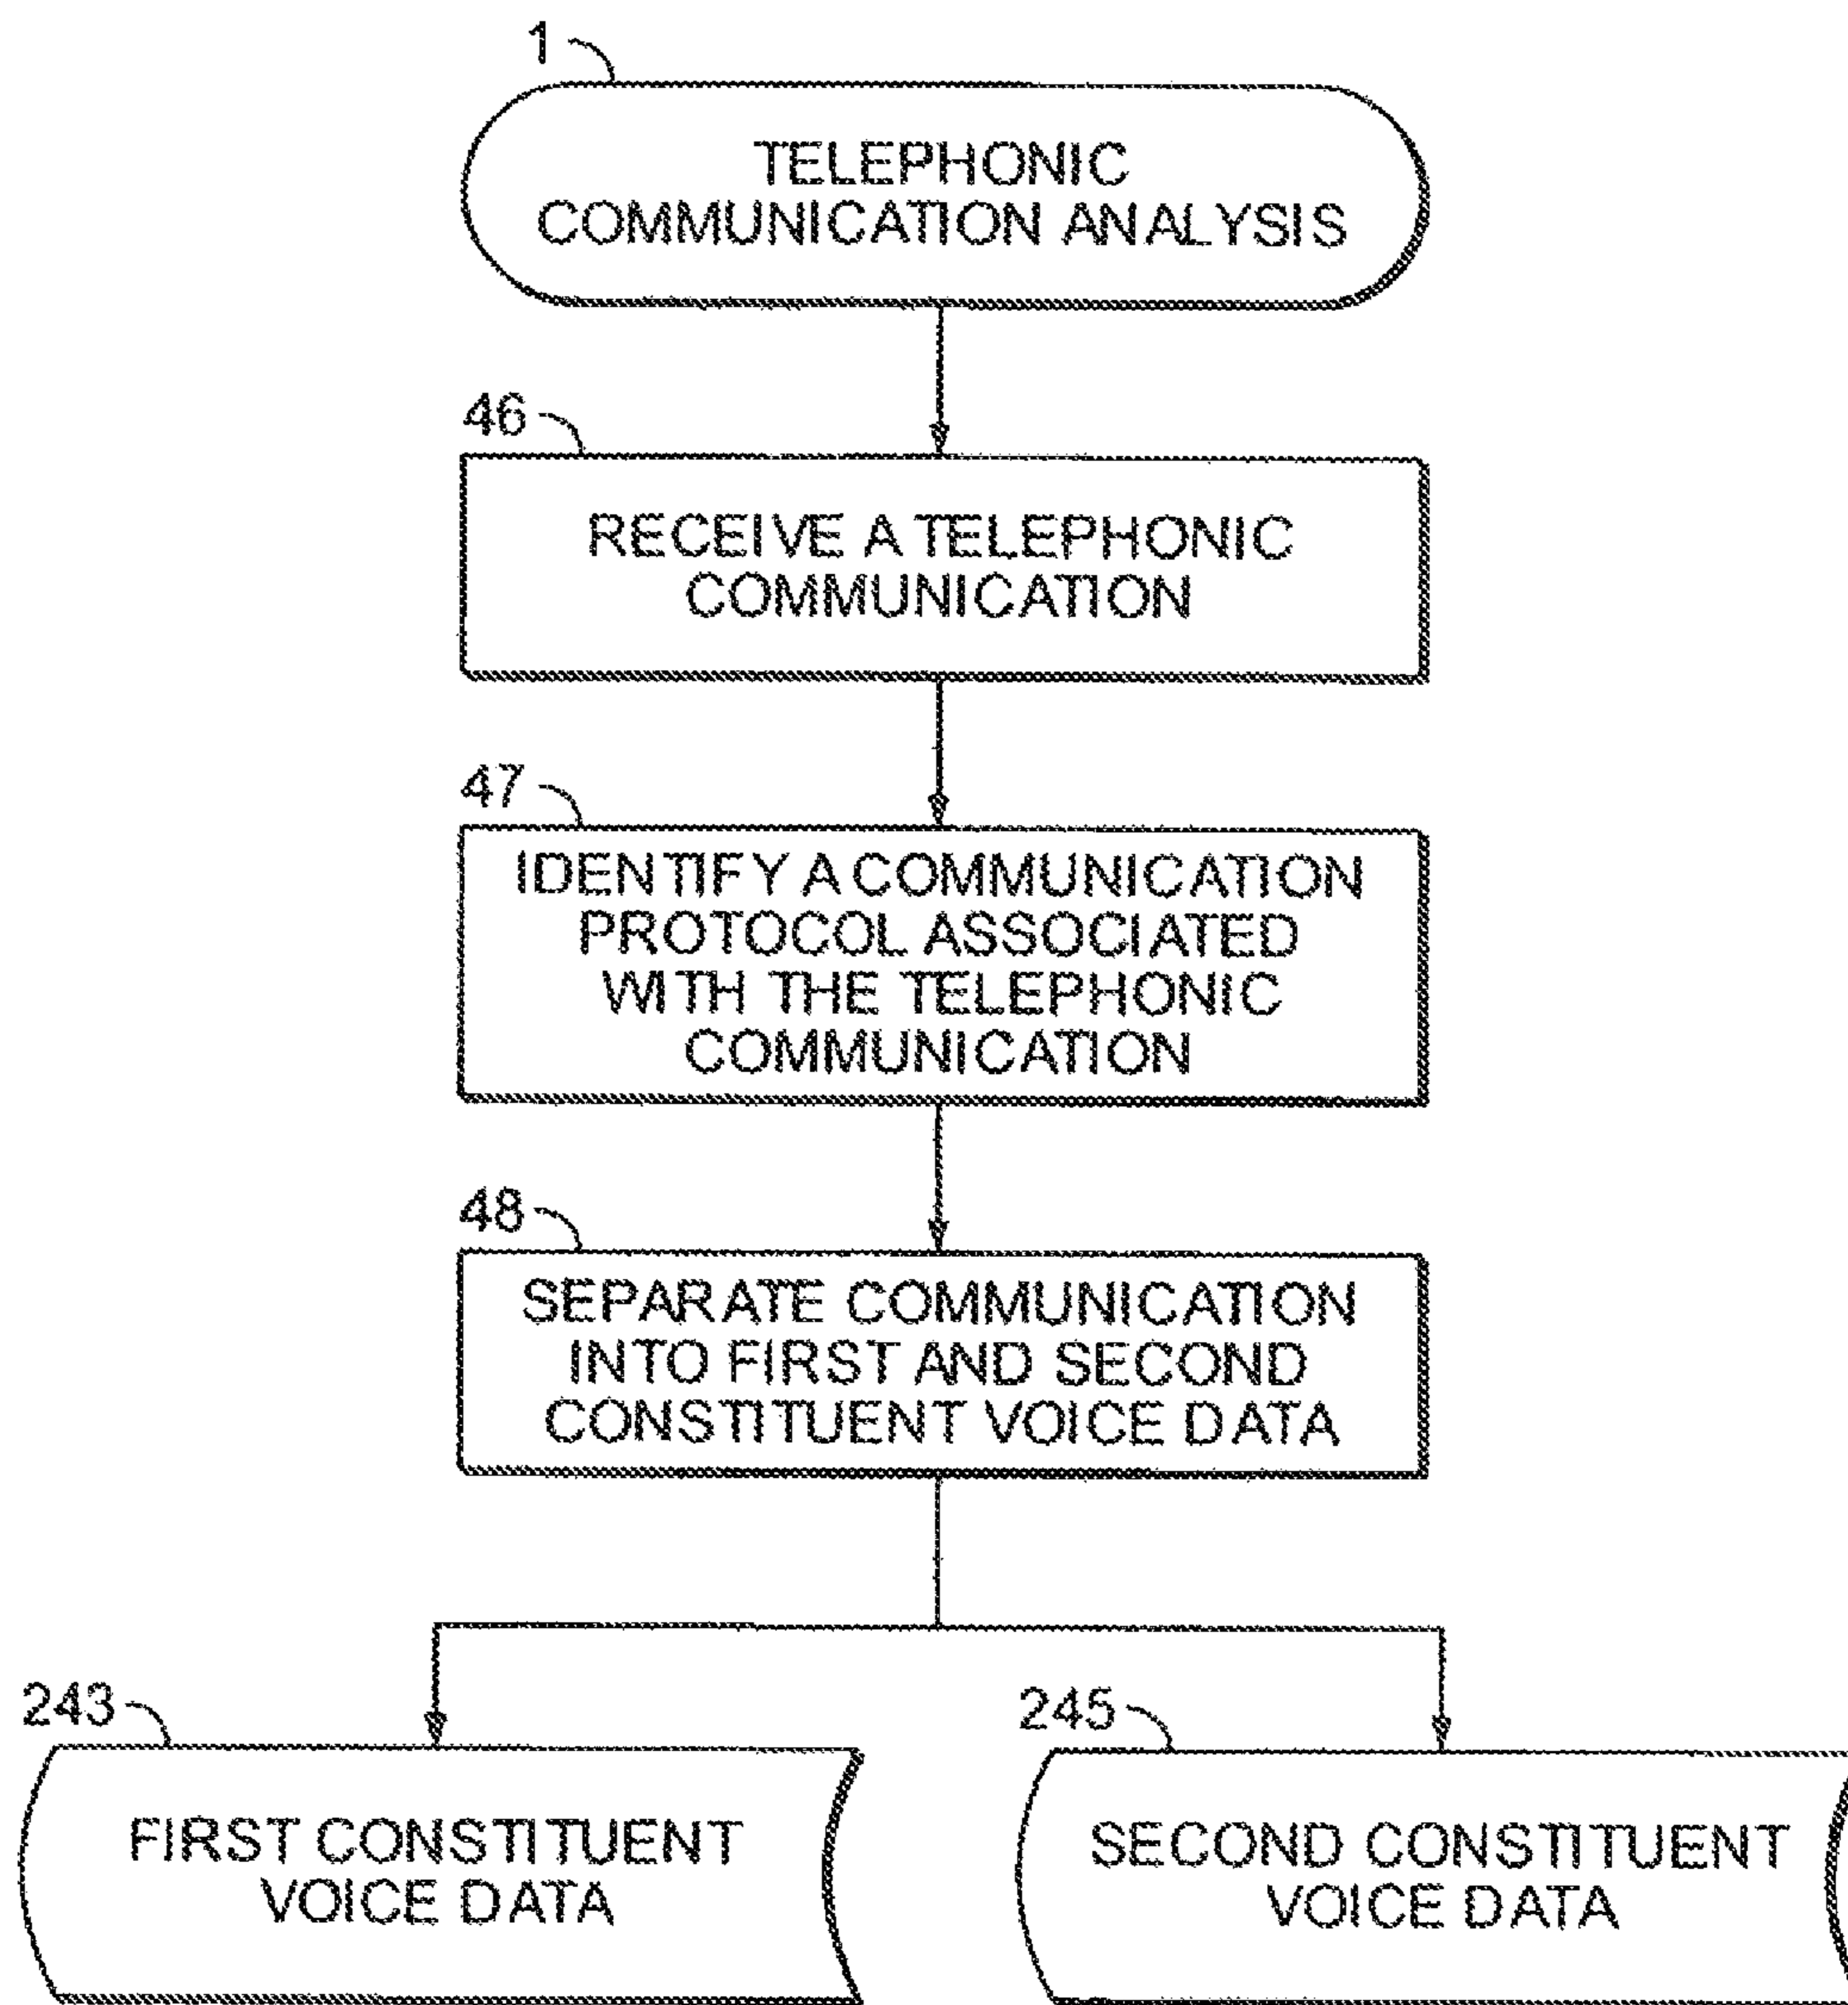 1
TELEPHONIC
COMMUNICATION ANALYSIS
46
RECEIVE A TELEPHONIC
COMMUNICATION
47
IDENTIFY A COMMUNICATION
PROTOCOL ASSOCIATED
WITH THE TELEPHONIC
COMMUNICATION
48
SEPARATE COMMUNICATION
INTO FIRST AND SECOND
CONSTITUENT VOICE DATA
243
FIRST CONSTITUENT
VOICE DATA
245
SECOND CONSTITUENT
VOICE DATA